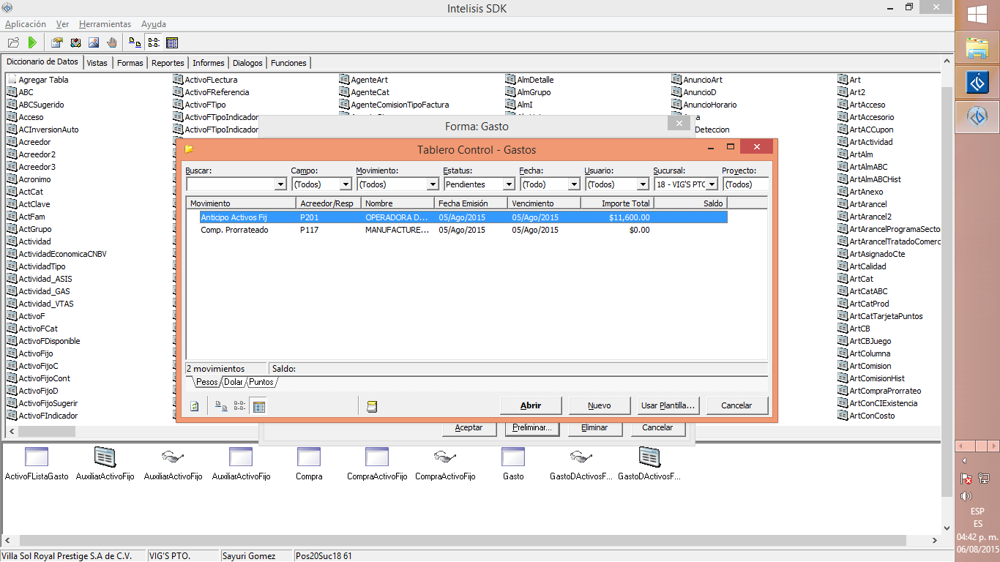 Intelisis SDK
Aplicación Ver Herramientas Ayuda
Diccionario de Datos Vistas Formas Reportes Informes Dialogos Funciones
Agregar Tabla
ABC
ABCSugerido
Acceso
ACInversionAuto
Acreedor
Acreedor2
Acreedor3
Acronimo
ActCat
ActClave
ActFam
ActGrupo
Actividad
ActividadEconomicaCNBV
ActividadTipo
Actividad_ASIS
Actividad_GAS
Actividad_VTAS
ActivoF
ActivoFCat
ActivoFDisponible
ActivoFijo
ActivoFijoC
ActivoFijoCont
ActivoFijoD
ActivoFijoSugerir
ActivoFIndicador
ActivoFLectura
ActivoFReferencia
ActivoFTipo
ActivoFTipoIndicador
ActivoFTipoIndicador
AgenteArt
AgenteCat
AgenteComisionTipoFactura
AlmDetalle
AlmGrupo
AlmI
AnuncioArt
AnuncioD
AnuncioHorario
Deteccion
Art
Art2
ArtAcceso
ArtAccesorio
ArtACCupon
ArtActividad
ArtAlm
ArtAlmABC
ArtAlmABCHist
ArtAnexo
ArtArancel
ArtArancel2
ArtArancelProgramaSecto
ArtArancelTratadoComerc
ArtAsignadoCte
ArtCalidad
ArtCat
ArtCatABC
ArtCatProd
ArtCatTarjetaPuntos
ArtCB
ArtCBJuego
ArtColumna
ArtComision
ArtComisionHist
ArtCompraProrrateo
ArtConCIExistencia
ArtConCosto
Forma: Gasto
Tablero Control - Gastos
Buscar: Campo: Movimiento: Estatus: Fecha: Usuario: Sucursal: Proyecto:
(Todos) (Todos) Pendientes (Todo) (Todos) 18 - VIG'S PTC (Todos)
Movimiento Acreedor/Resp Nombre Fecha Emisión Vencimiento Importe Total Saldo
Anticipo Activos Fij P201 OPERADORA D... 05/Ago/2015 05/Ago/2015 $11,600.00
Comp. Prorrateado P117 MANUFACTURE... 05/Ago/2015 05/Ago/2015 $0.00
2 movimientos Saldo:
Pesos Dolar Puntos
Abrir Nuevo Usar Plantilla... Cancelar
Aceptar Preliminar... Eliminar Cancelar
ActivoFListaGasto AuxiliarActivoFijo AuxiliarActivoFijo AuxiliarActivoFijo Compra CompraActivoFijo CompraActivoFijo Gasto GastoDActivosF... GastoDActivosF...
Villa Sol Royal Prestige S.A de C.V. VIG'S PTO. Sayuri Gomez Pos20Suc18 61
ESP
ES
04:42 p. m.
06/08/2015